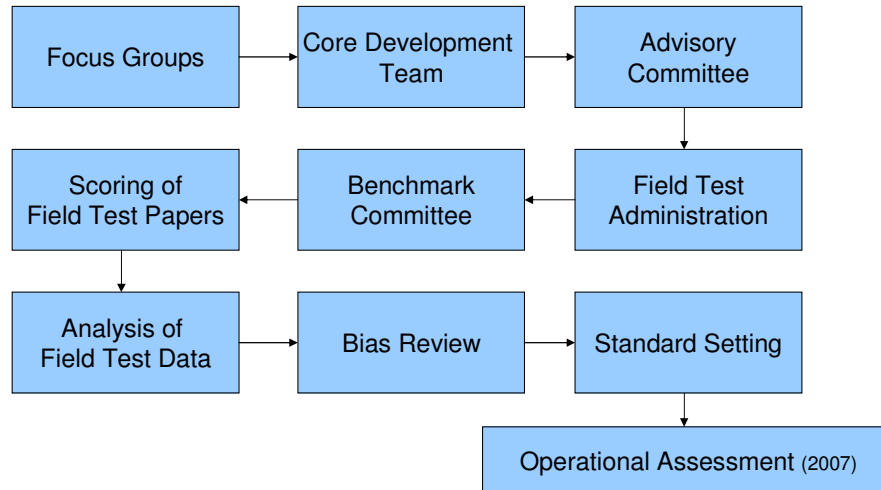 Focus Groups
Core Development
Team
Advisory
Committee
Scoring of
Field Test Papers
Benchmark
Committee
Field Test
Administration
Analysis of
Field Test Data
Bias Review
Standard Setting
Operational Assessment (2007)